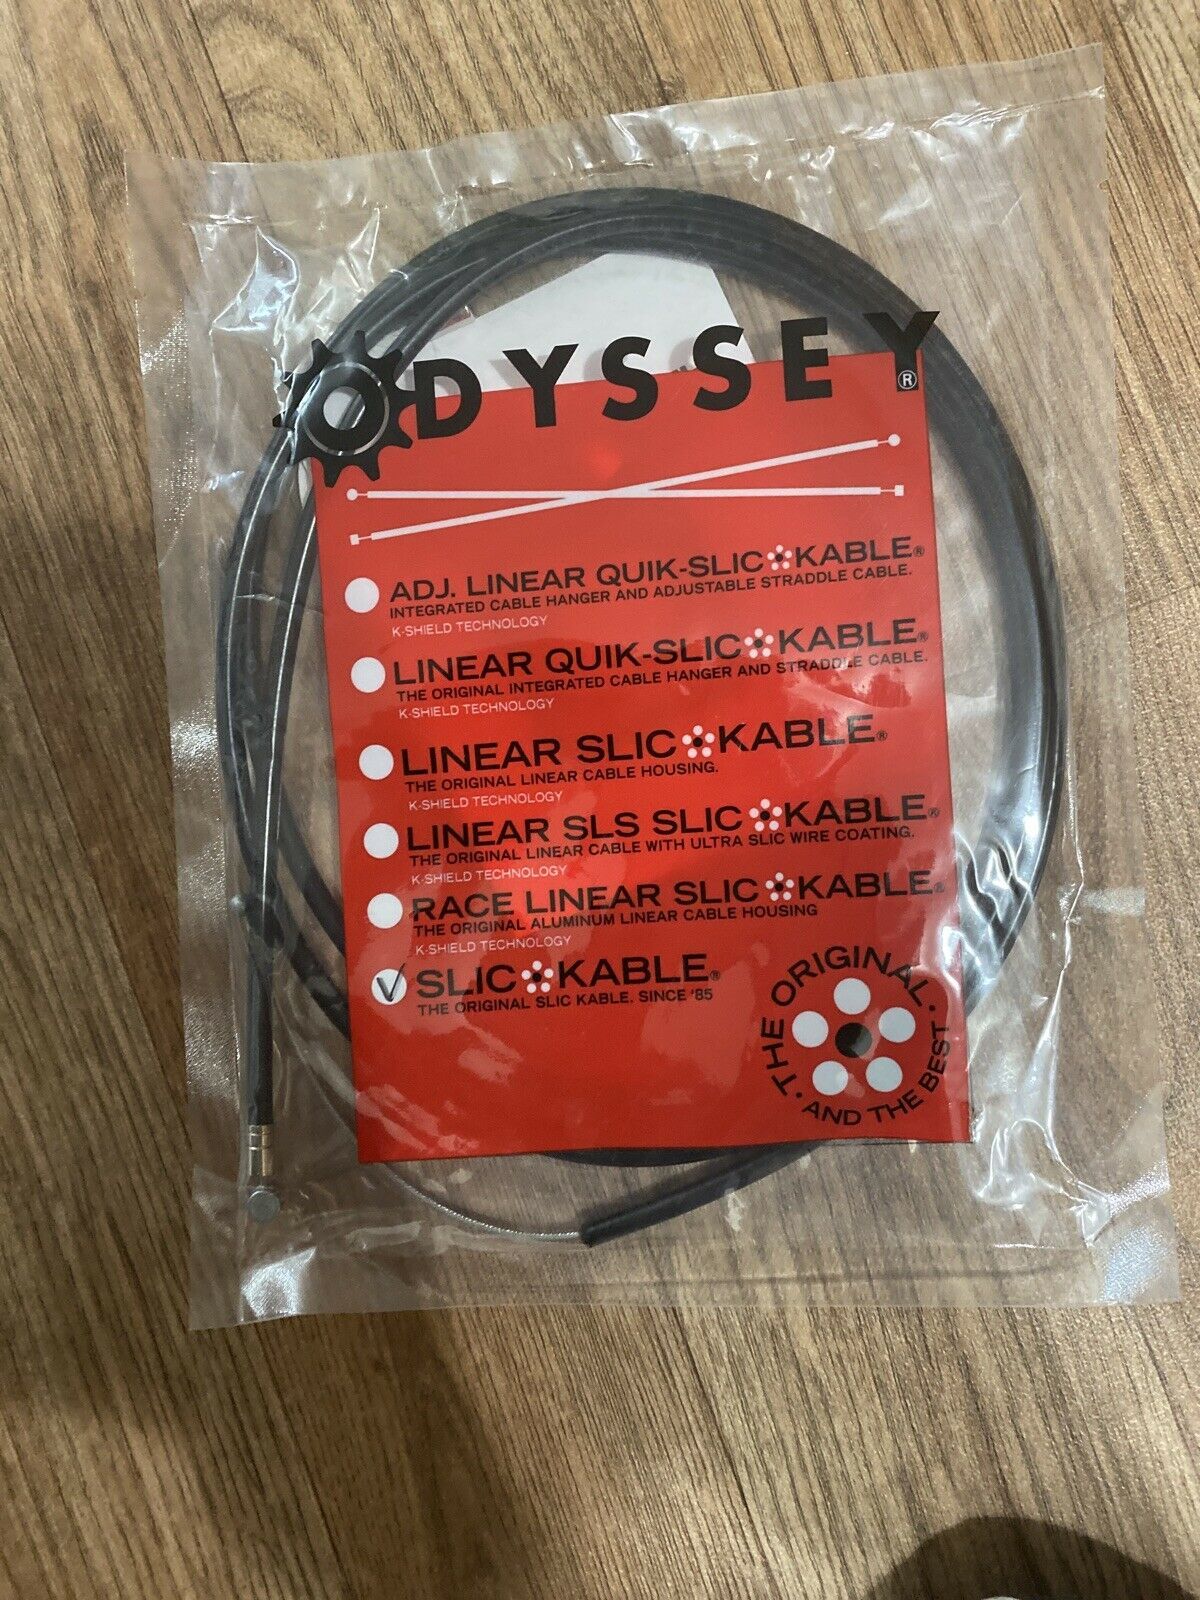 ODYSSEY®
ADJ. LINEAR QUIK-SLIC KABLE®
INTEGRATED CABLE HANGER AND ADJUSTABLE STRADDLE CABLE.
K-SHIELD TECHNOLOGY
LINEAR QUIK-SLIC KABLE®
THE ORIGINAL INTEGRATED CABLE HANGER AND STRADDLE CABLE.
K-SHIELD TECHNOLOGY
LINEAR SLIC KABLE®
THE ORIGINAL LINEAR CABLE HOUSING.
K-SHIELD TECHNOLOGY
LINEAR SLS SLIC KABLE®
THE ORIGINAL LINEAR CABLE WITH ULTRA SLIC WIRE COATING.
K-SHIELD TECHNOLOGY
RACE LINEAR SLIC KABLE®
THE ORIGINAL ALUMINUM LINEAR CABLE HOUSING
K-SHIELD TECHNOLOGY
SLIC KABLE®
THE ORIGINAL SLIC KABLE. SINCE '85
· THE ORIGINAL ·
AND THE BEST ·